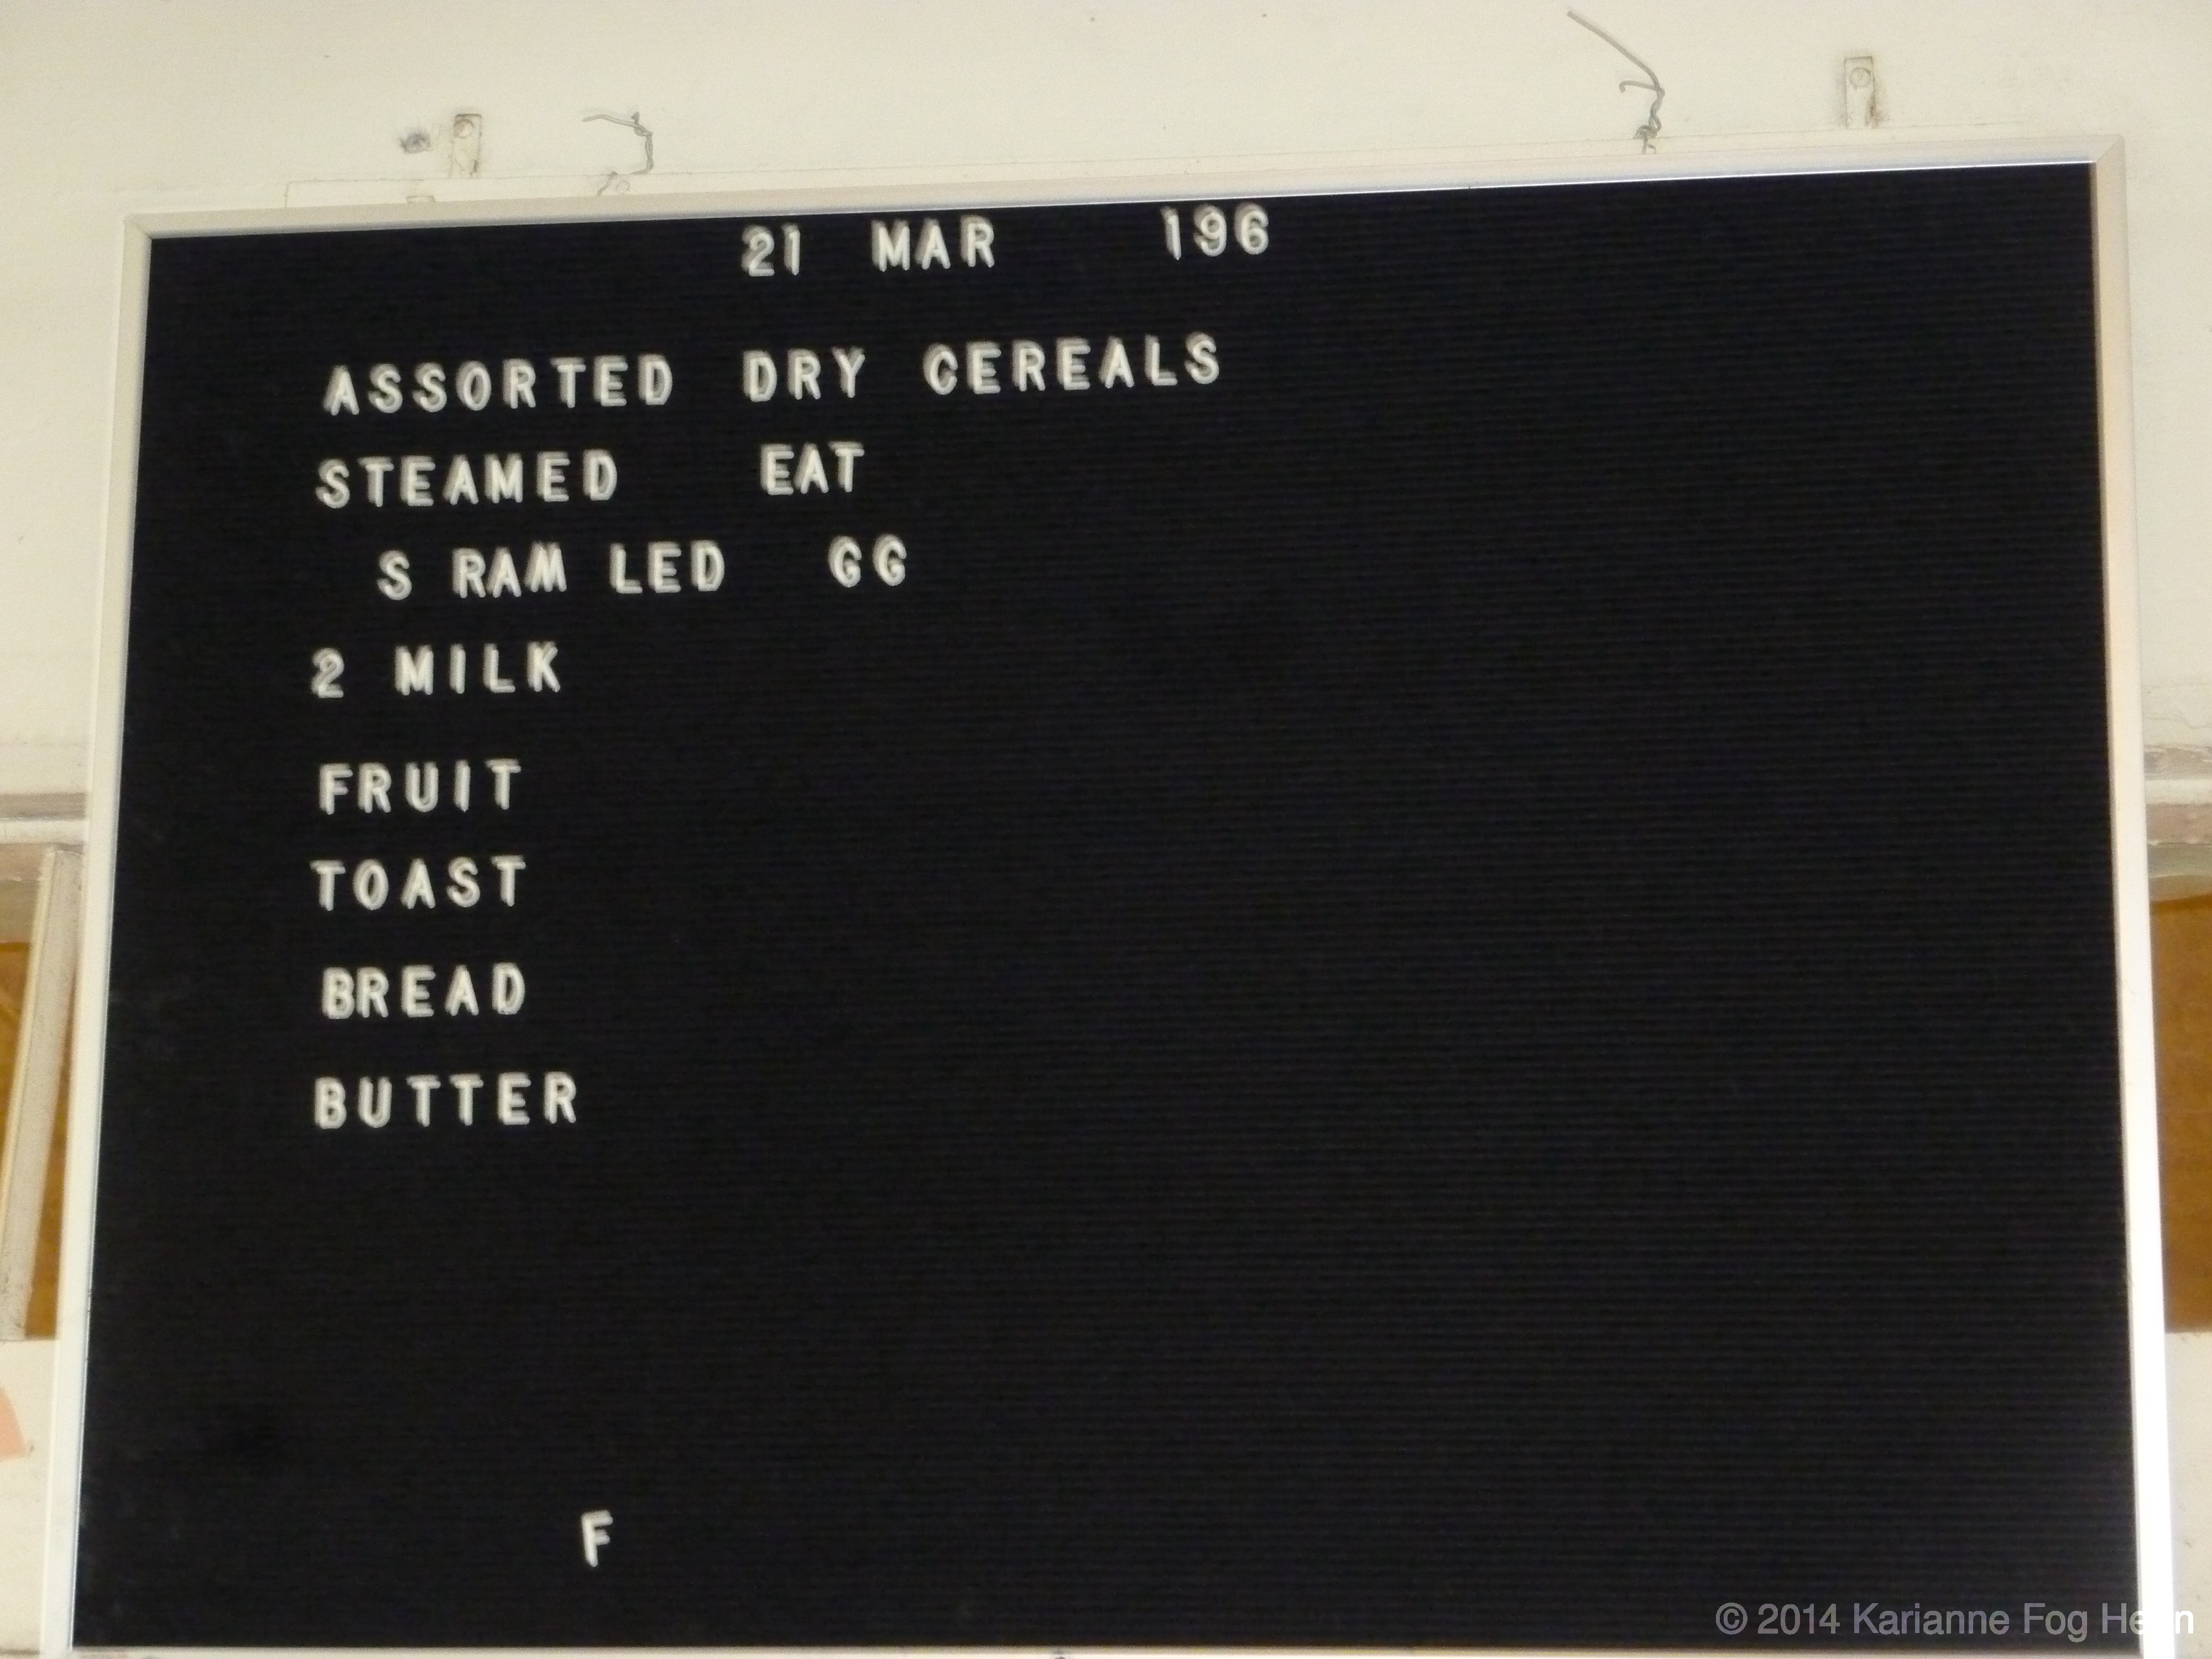 21 MAR 196
ASSORTED DRY CEREALS
STEAMED EAT
S RAM LED GG
2 MILK
FRUIT
TOAST
BREAD
BUTTER
F
© 2014 Karianne Fog Heen